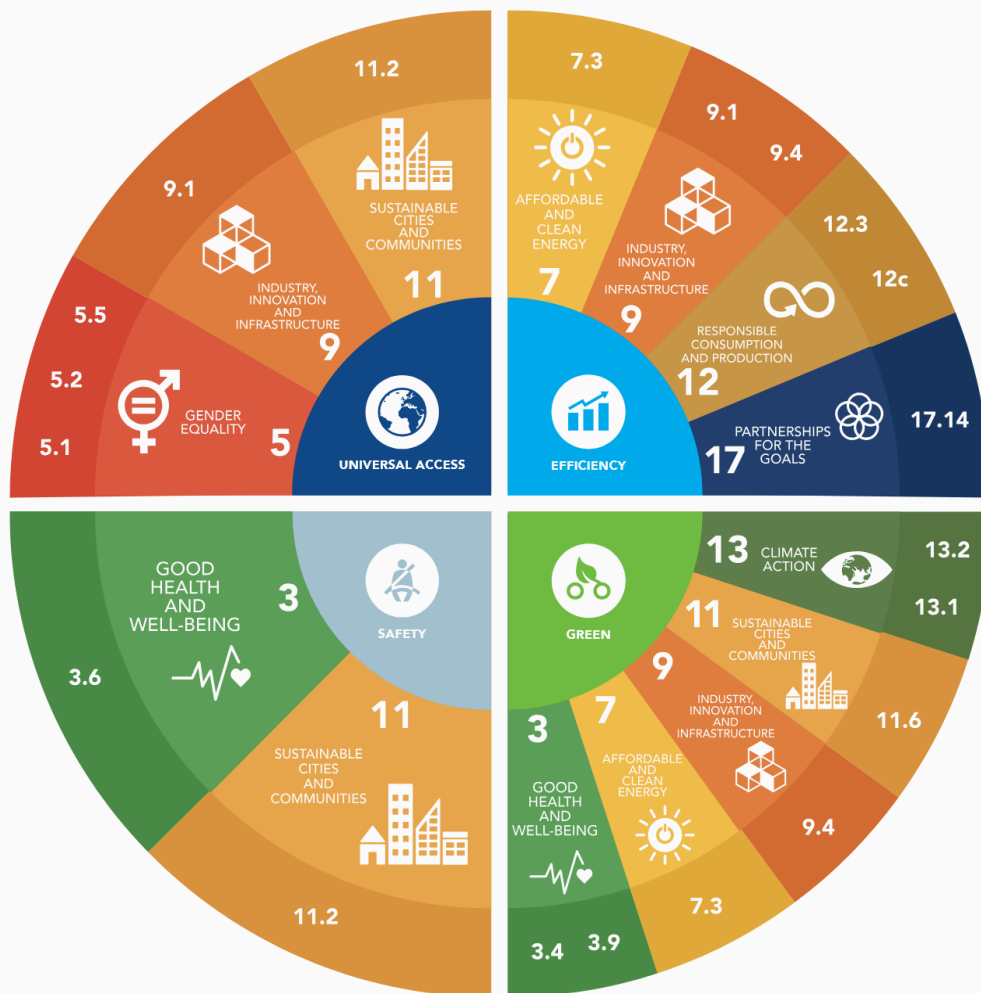 11.2
9.1
5.5
5.2
5.1
SUSTAINABLE
CITIES
AND
COMMUNITIES
11
INDUSTRY,
INNOVATION
AND
INFRASTRUCTURE
9
GENDER
EQUALITY
5
UNIVERSAL ACCESS
7.3
9.1
9.4
12.3
12c
17.14
AFFORDABLE
AND
CLEAN
ENERGY
7
INDUSTRY,
INNOVATION
AND
INFRASTRUCTURE
9
RESPONSIBLE
CONSUMPTION
AND PRODUCTION
12
17
PARTNERSHIPS
FOR THE
GOALS
EFFICIENCY
GOOD
HEALTH
AND
WELL-BEING
3
SAFETY
3.6
11
SUSTAINABLE
CITIES
AND
COMMUNITIES
11.2
GREEN
13
CLIMATE
ACTION
13.2
13.1
11
SUSTAINABLE
CITIES
AND
COMMUNITIES
11.6
9
INDUSTRY,
INNOVATION
AND
INFRASTRUCTURE
9.4
7
AFFORDABLE
AND
CLEAN
ENERGY
7.3
3
GOOD
HEALTH
AND
WELL-BEING
3.4
3.9